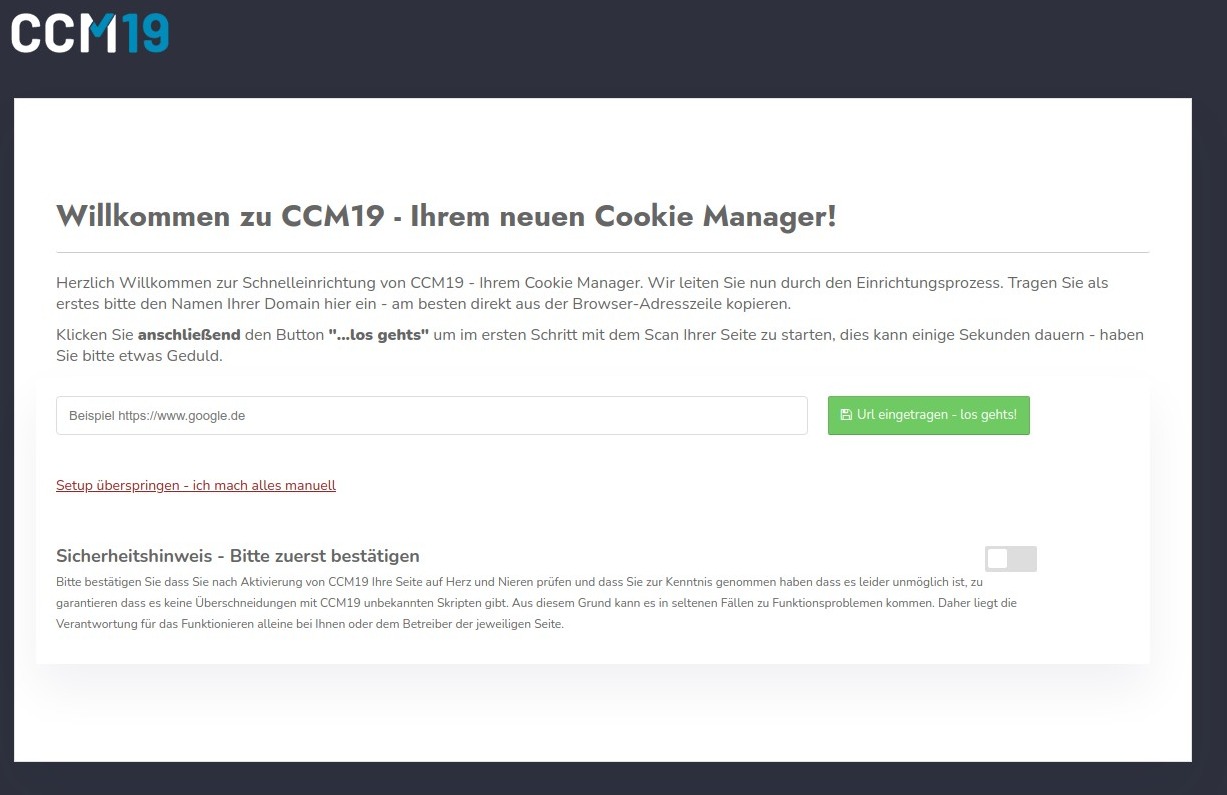 CCM19
Willkommen zu CCM19 - Ihrem neuen Cookie Manager!
Herzlich Willkommen zur Schnelleinrichtung von CCM19 - Ihrem Cookie Manager. Wir leiten Sie nun durch den Einrichtungsprozess. Tragen Sie als
erstes bitte den Namen Ihrer Domain hier ein - am besten direkt aus der Browser-Adresszeile kopieren.
Klicken Sie anschließend den Button "...los gehts" um im ersten Schritt mit dem Scan Ihrer Seite zu starten, dies kann einige Sekunden dauern - haben
Sie bitte etwas Geduld.
Beispiel https://www.google.de
Url eingetragen - los gehts!
Setup überspringen - ich mach alles manuell
Sicherheitshinweis - Bitte zuerst bestätigen
Bitte bestätigen Sie dass Sie nach Aktivierung von CCM19 Ihre Seite auf Herz und Nieren prüfen und dass Sie zur Kenntnis genommen haben dass es leider unmöglich ist, zu
garantieren dass es keine Überschneidungen mit CCM19 unbekannten Skripten gibt. Aus diesem Grund kann es in seltenen Fällen zu Funktionsproblemen kommen. Daher liegt die
Verantwortung für das Funktionieren alleine bei Ihnen oder dem Betreiber der jeweiligen Seite.